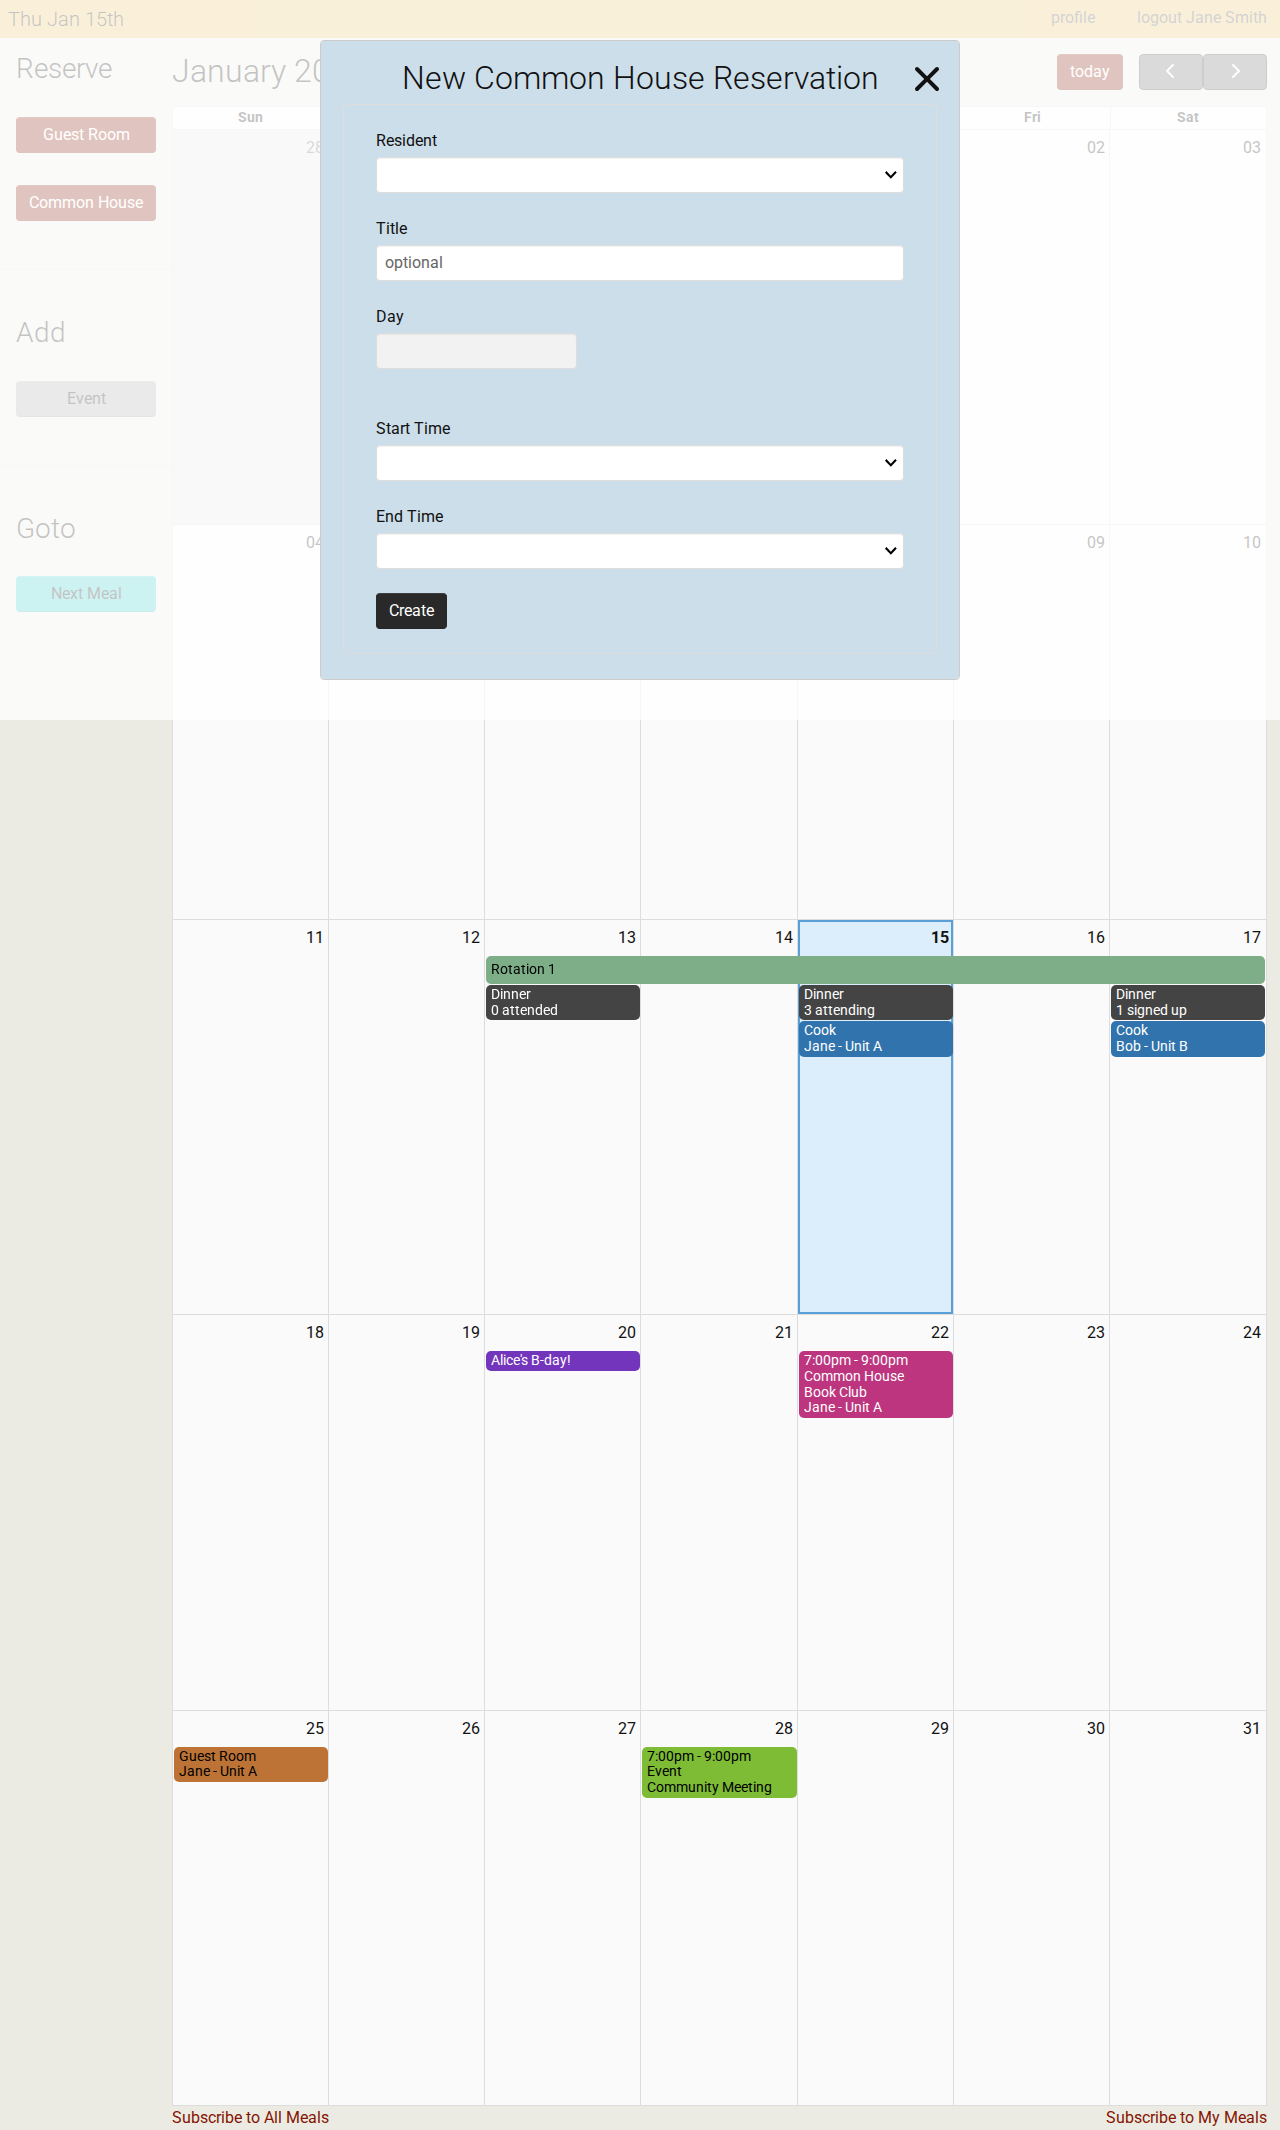 Thu Jan 15th
profile
logout Jane Smith
Reserve
Guest Room
Common House
Add
Event
Goto
Next Meal
January 20
today
New Common House Reservation
Resident
Title
optional
Day
Start Time
End Time
Create
Sun
Fri
Sat
28
02
03
04
09
10
11
12
13
14
15
16
17
Rotation 1
Dinner
0 attended
Dinner
3 attending
Cook
Jane - Unit A
Dinner
1 signed up
Cook
Bob - Unit B
18
19
20
21
22
23
24
Alice's B-day!
7:00pm - 9:00pm
Common House
Book Club
Jane - Unit A
25
26
27
28
29
30
31
Guest Room
Jane - Unit A
7:00pm - 9:00pm
Event
Community Meeting
Subscribe to All Meals
Subscribe to My Meals